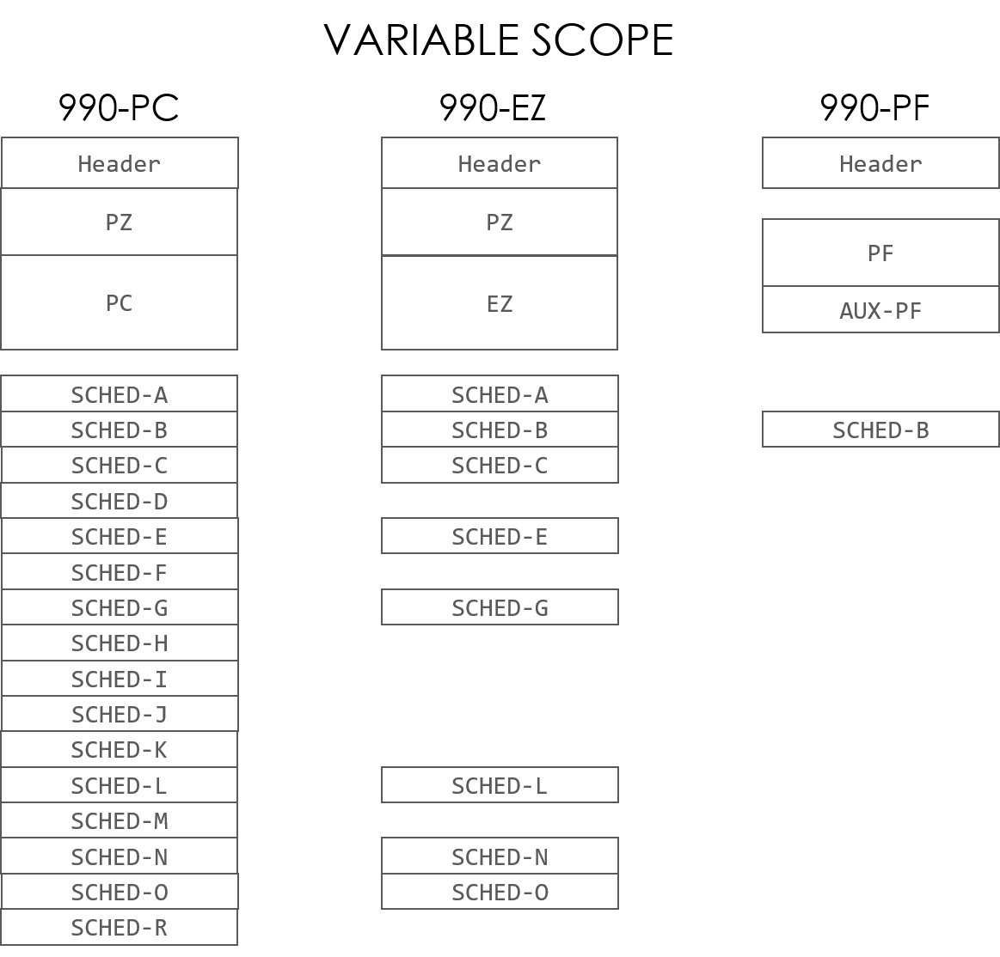 VARIABLE SCOPE
990-PC
Header
PZ
PC
SCHED-A
SCHED-B
SCHED-C
SCHED-D
SCHED-E
SCHED-F
SCHED-G
SCHED-H
SCHED-I
SCHED-J
SCHED-K
SCHED-L
SCHED-M
SCHED-N
SCHED-O
SCHED-R
990-EZ
Header
PZ
EZ
SCHED-A
SCHED-B
SCHED-C
SCHED-E
SCHED-G
SCHED-L
SCHED-N
SCHED-O
990-PF
Header
PF
AUX-PF
SCHED-B